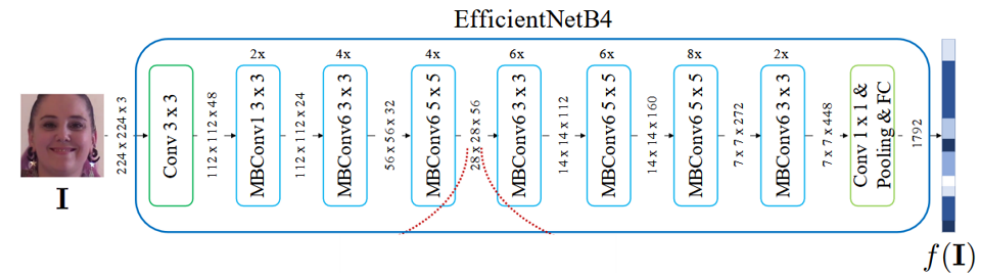 EfficientNetB4
2x
4x
4x
6x
6x
8x
2x
224 x 224 x 3
Conv 3 x 3
112 x 112 x 48
MBConv1 3 x 3
112 x 112 x 24
MBConv6 3 x 3
56 x 56 x 32
MBConv6 5 x 5
28 x 28 x 56
MBConv6 3 x 3
14 x 14 x 112
MBConv6 5 x 5
14 x 14 x 160
MBConv6 5 x 5
7 x 7 x 272
MBConv6 3 x 3
7 x 7 x 448
Conv 1 x 1 &
Pooling & FC
1792
I
f(I)